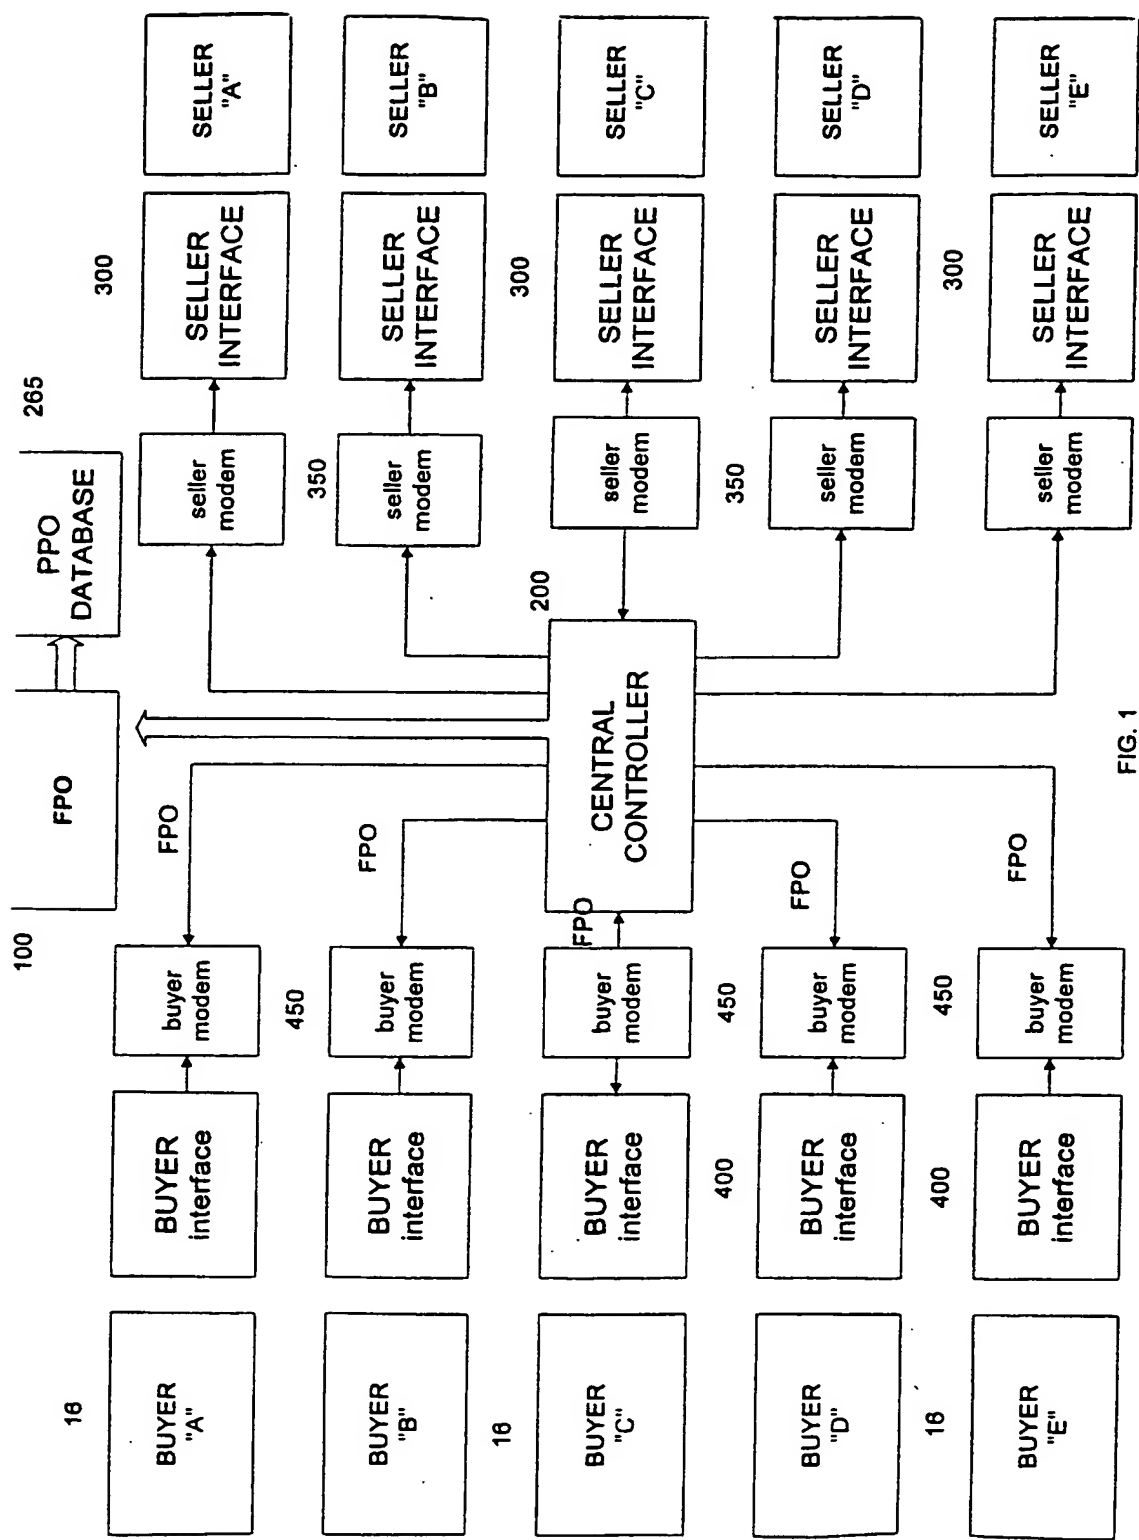 100
265
FPO
PPO
DATABASE
16
300
BUYER
"A"
BUYER
interface
buyer
modem
FPO
seller
modem
SELLER
INTERFACE
SELLER
"A"
450
350
BUYER
"B"
BUYER
interface
buyer
modem
FPO
seller
modem
SELLER
INTERFACE
SELLER
"B"
16
200
300
BUYER
"C"
BUYER
interface
buyer
modem
FPO
CENTRAL
CONTROLLER
seller
modem
SELLER
INTERFACE
SELLER
"C"
400
450
350
BUYER
"D"
BUYER
interface
buyer
modem
FPO
seller
modem
SELLER
INTERFACE
SELLER
"D"
16
400
450
300
BUYER
"E"
BUYER
interface
buyer
modem
FPO
seller
modem
SELLER
INTERFACE
SELLER
"E"
FIG. 1